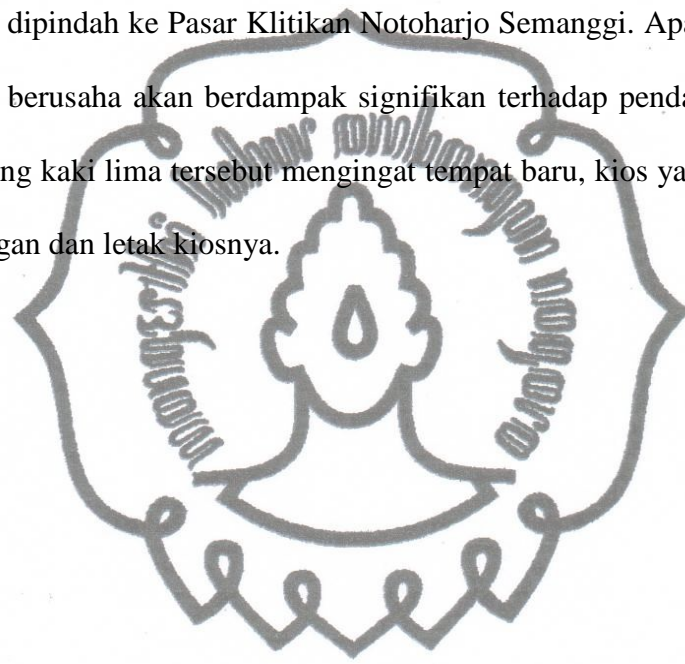 dipindah ke Pasar Klitikan Notoharjo Semanggi. Apa
berusaha akan berdampak signifikan terhadap penda
ng kaki lima tersebut mengingat tempat baru, kios ya
gan dan letak kiosnya.